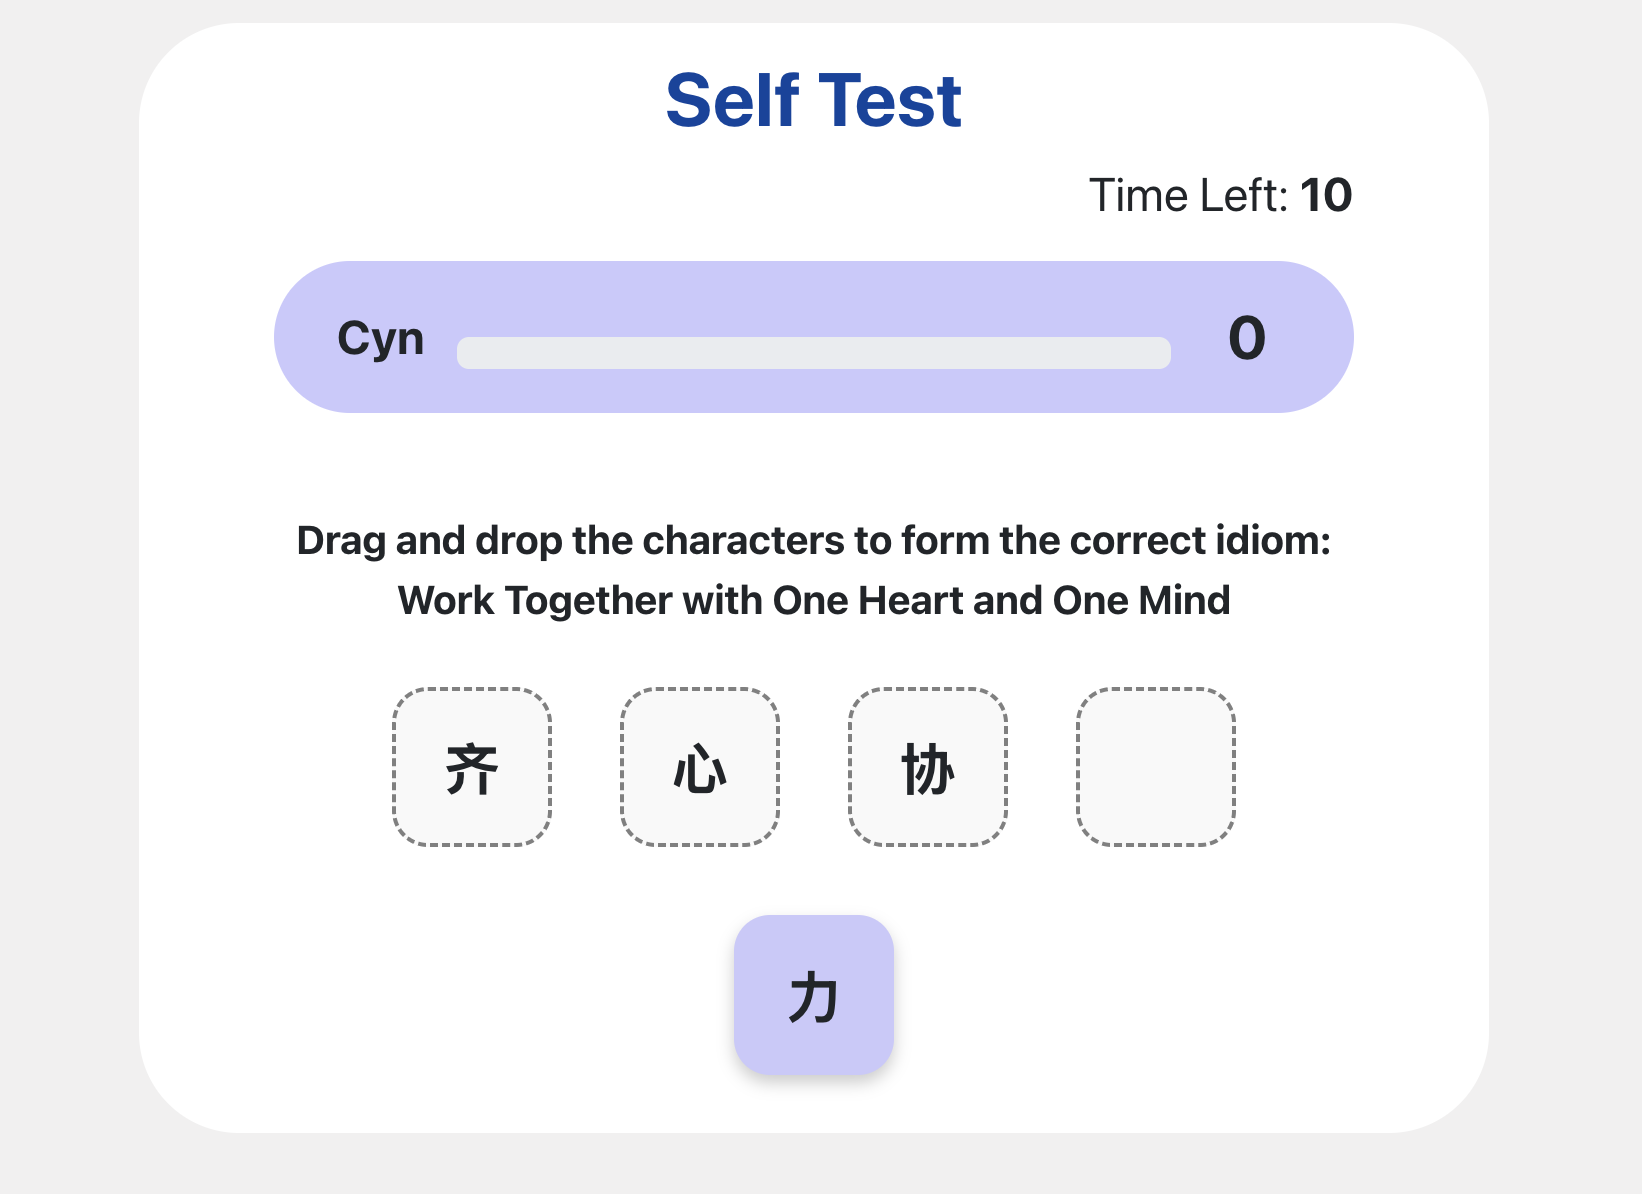 Self Test
Time Left: 10
Cyn 0
Drag and drop the characters to form the correct idiom:
Work Together with One Heart and One Mind
齐 心 协
力